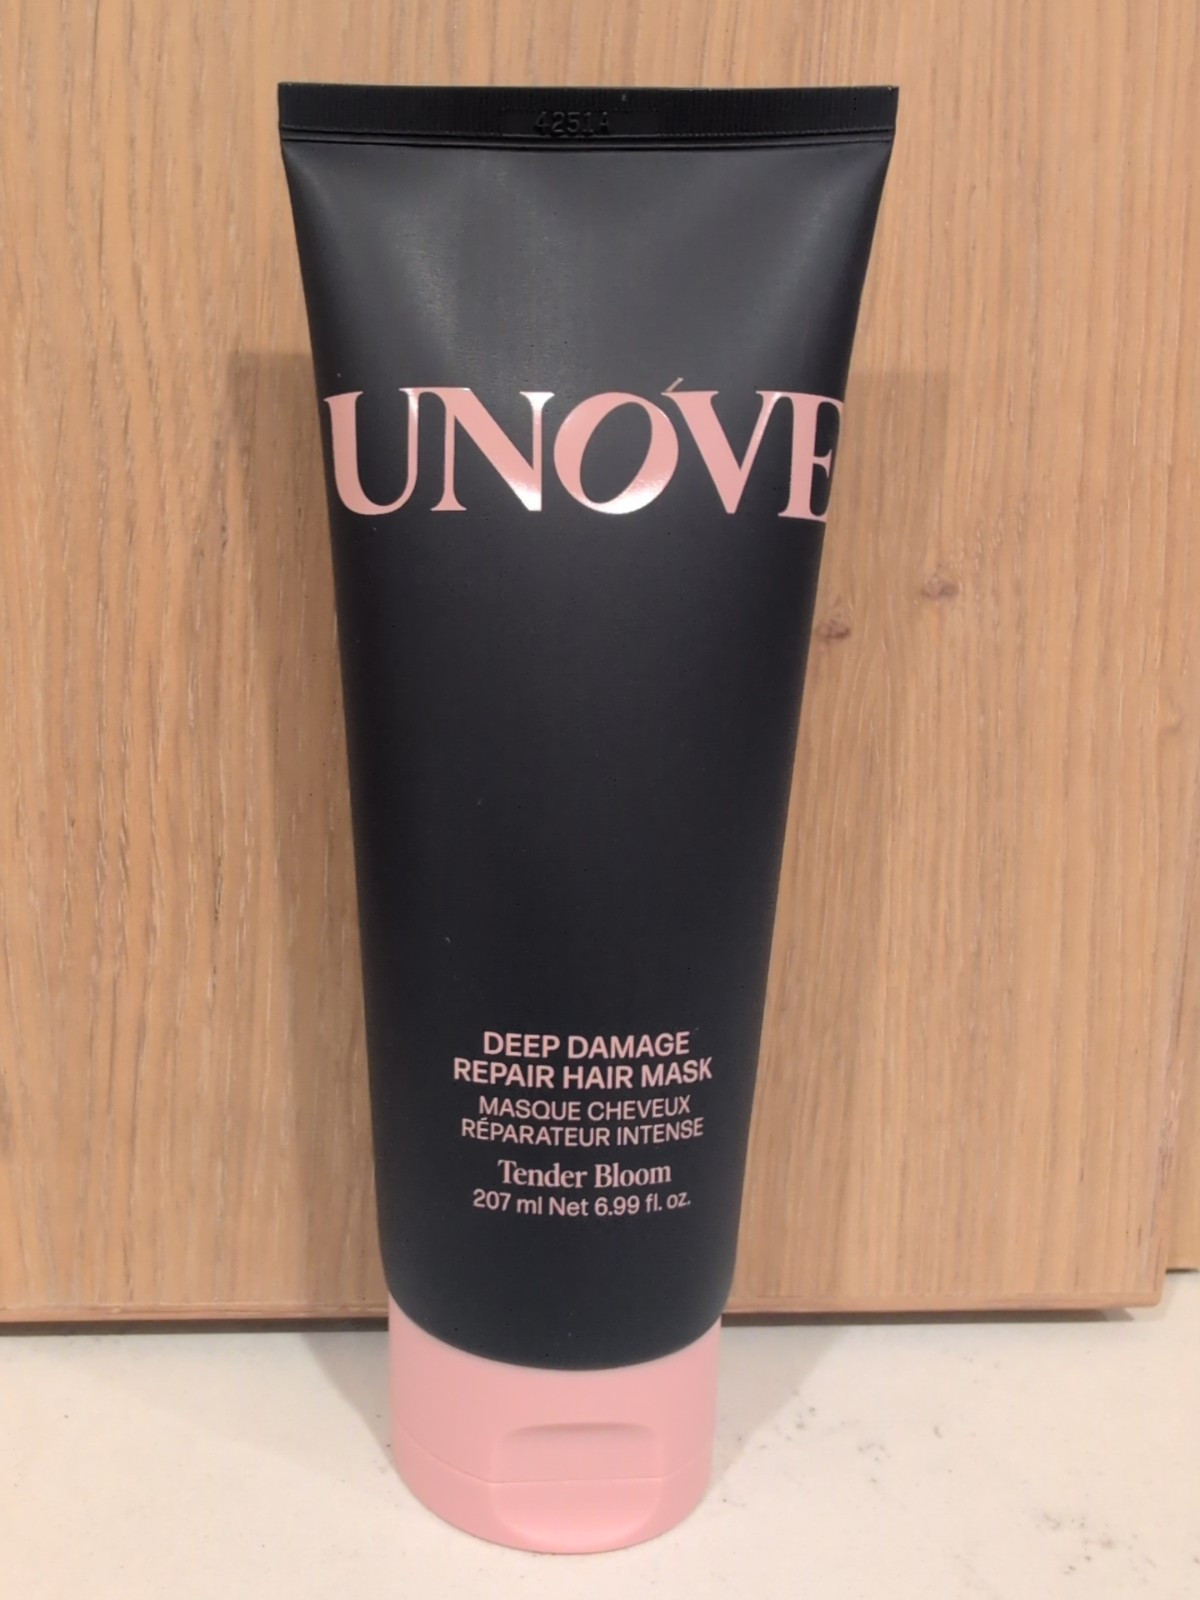 4251A
UNOVE
DEEP DAMAGE
REPAIR HAIR MASK
MASQUE CHEVEUX
RÉPARATEUR INTENSE
Tender Bloom
207 ml Net 6.99 fl. oz.